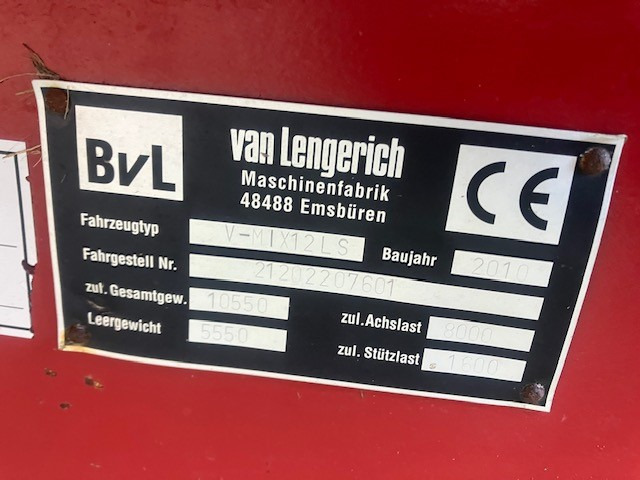 BvL
van Lengerich
Maschinenfabrik
48488 Emsbüren
CE
Fahrzeugtyp V-MIX12LS Baujahr 2010
Fahrgestell Nr. 21202207601
zul. Gesamtgew. 10550 zul. Achslast 8000
Leergewicht 5550 zul. Stützlast 1600